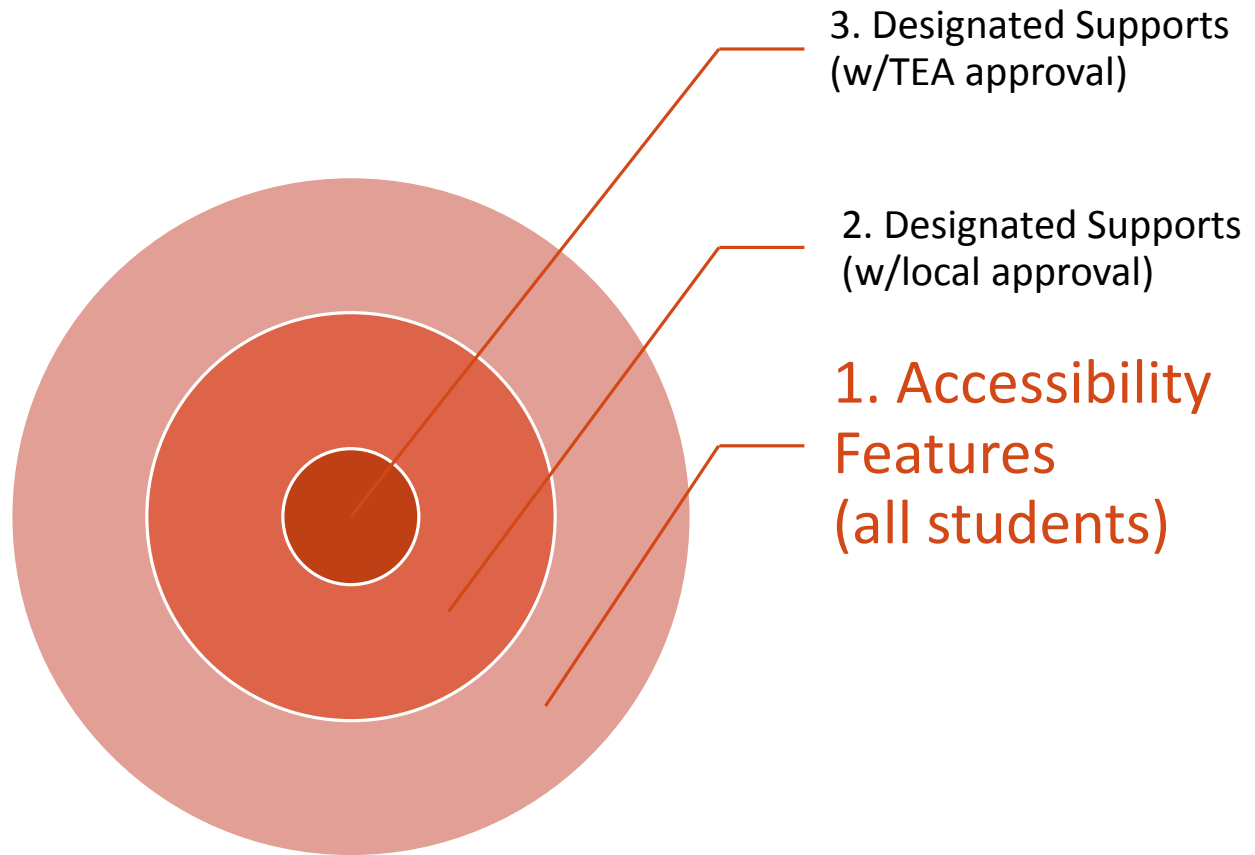 3. Designated Supports
(w/TEA approval)
2. Designated Supports
(w/local approval)
1. Accessibility
Features
(all students)